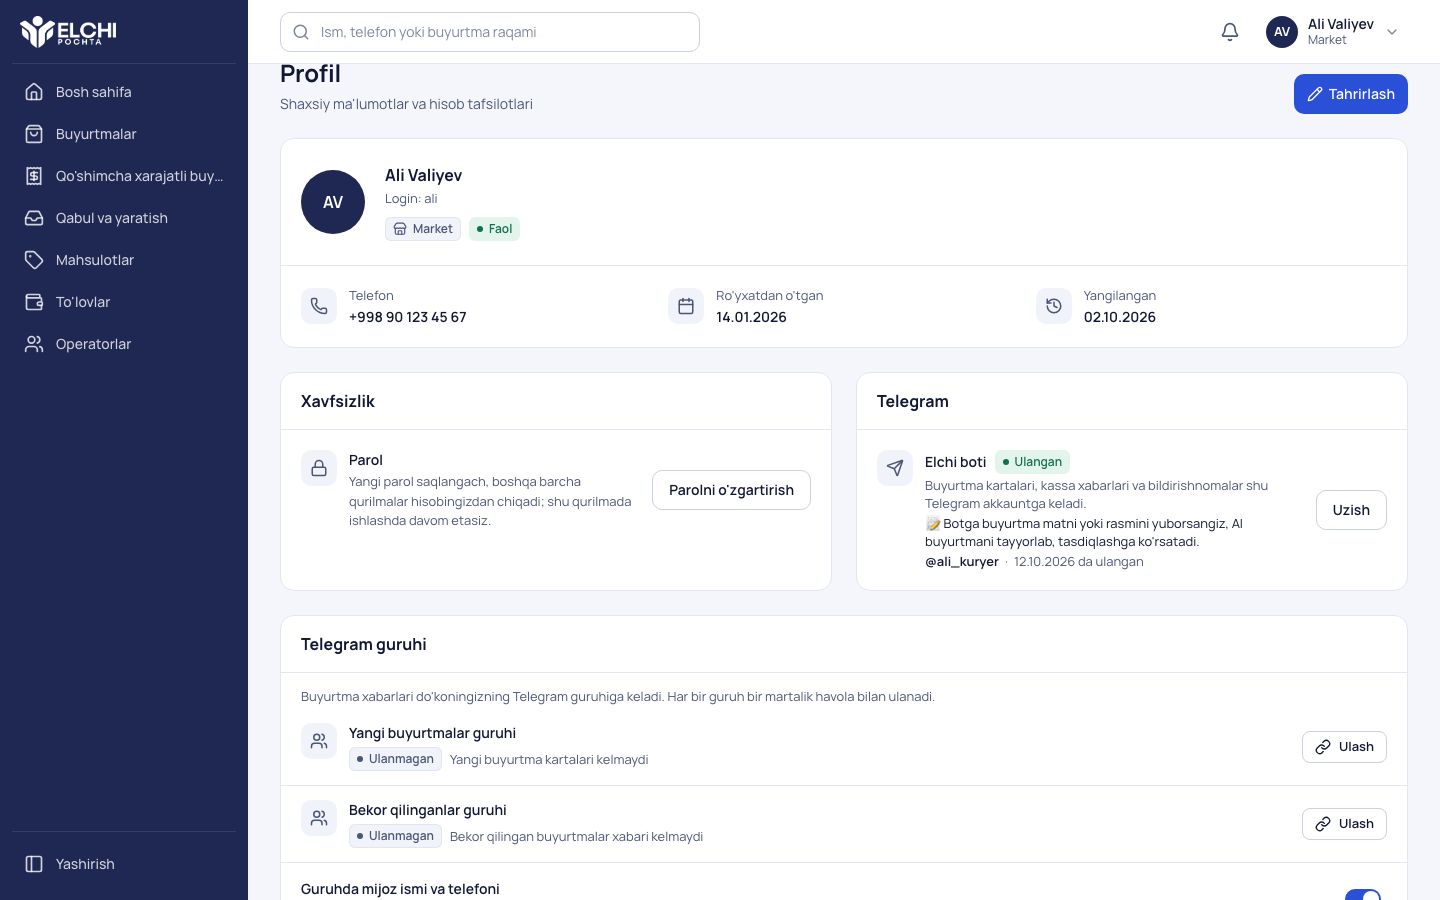 ELCHI
POCHTA
Ism, telefon yoki buyurtma raqami
AV
Ali Valiyev
Market
Bosh sahifa
Buyurtmalar
Qo'shimcha xarajatli buy...
Qabul va yaratish
Mahsulotlar
To'lovlar
Operatorlar
Yashirish
Profil
Shaxsiy ma'lumotlar va hisob tafsilotlari
Tahrirlash
AV
Ali Valiyev
Login: ali
Market
Faol
Telefon
+998 90 123 45 67
Ro'yxatdan o'tgan
14.01.2026
Yangilangan
02.10.2026
Xavfsizlik
Parol
Yangi parol saqlangach, boshqa barcha
qurilmalar hisobingizdan chiqadi; shu qurilmada
ishlashda davom etasiz.
Parolni o'zgartirish
Telegram
Elchi boti
Ulangan
Buyurtma kartalari, kassa xabarlari va bildirishnomalar shu
Telegram akkauntga keladi.
📝 Botga buyurtma matni yoki rasmini yuborsangiz, AI
buyurtmani tayyorlab, tasdiqlashga ko'rsatadi.
@ali_kuryer · 12.10.2026 da ulangan
Uzish
Telegram guruhi
Buyurtma xabarlari do'koningizning Telegram guruhiga keladi. Har bir guruh bir martalik havola bilan ulanadi.
Yangi buyurtmalar guruhi
Ulanmagan
Yangi buyurtma kartalari kelmaydi
Ulash
Bekor qilinganlar guruhi
Ulanmagan
Bekor qilingan buyurtmalar xabari kelmaydi
Ulash
Guruhda mijoz ismi va telefoni